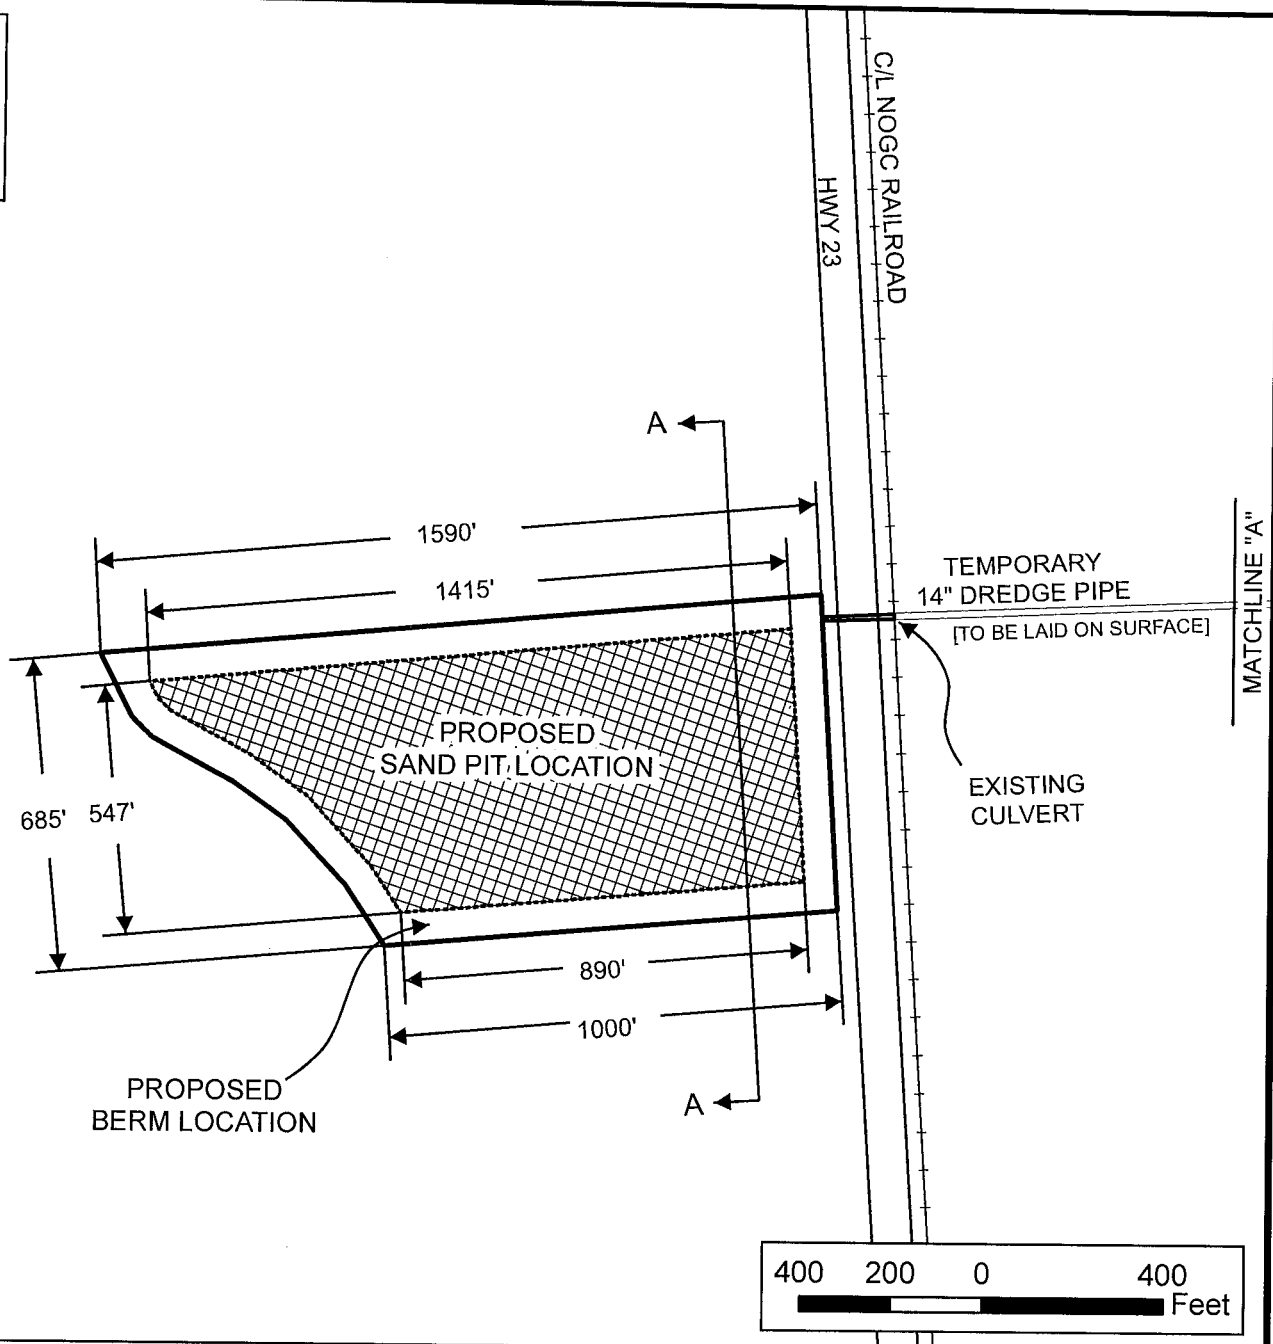 C/L NOGC RAILROAD
HWY 23
A
1590'
1415'
TEMPORARY
14" DREDGE PIPE
[TO BE LAID ON SURFACE]
MATCHLINE "A"
PROPOSED
SAND PIT LOCATION
EXISTING
CULVERT
685'
547'
890'
1000'
PROPOSED
BERM LOCATION
A
400 200 0 400
Feet